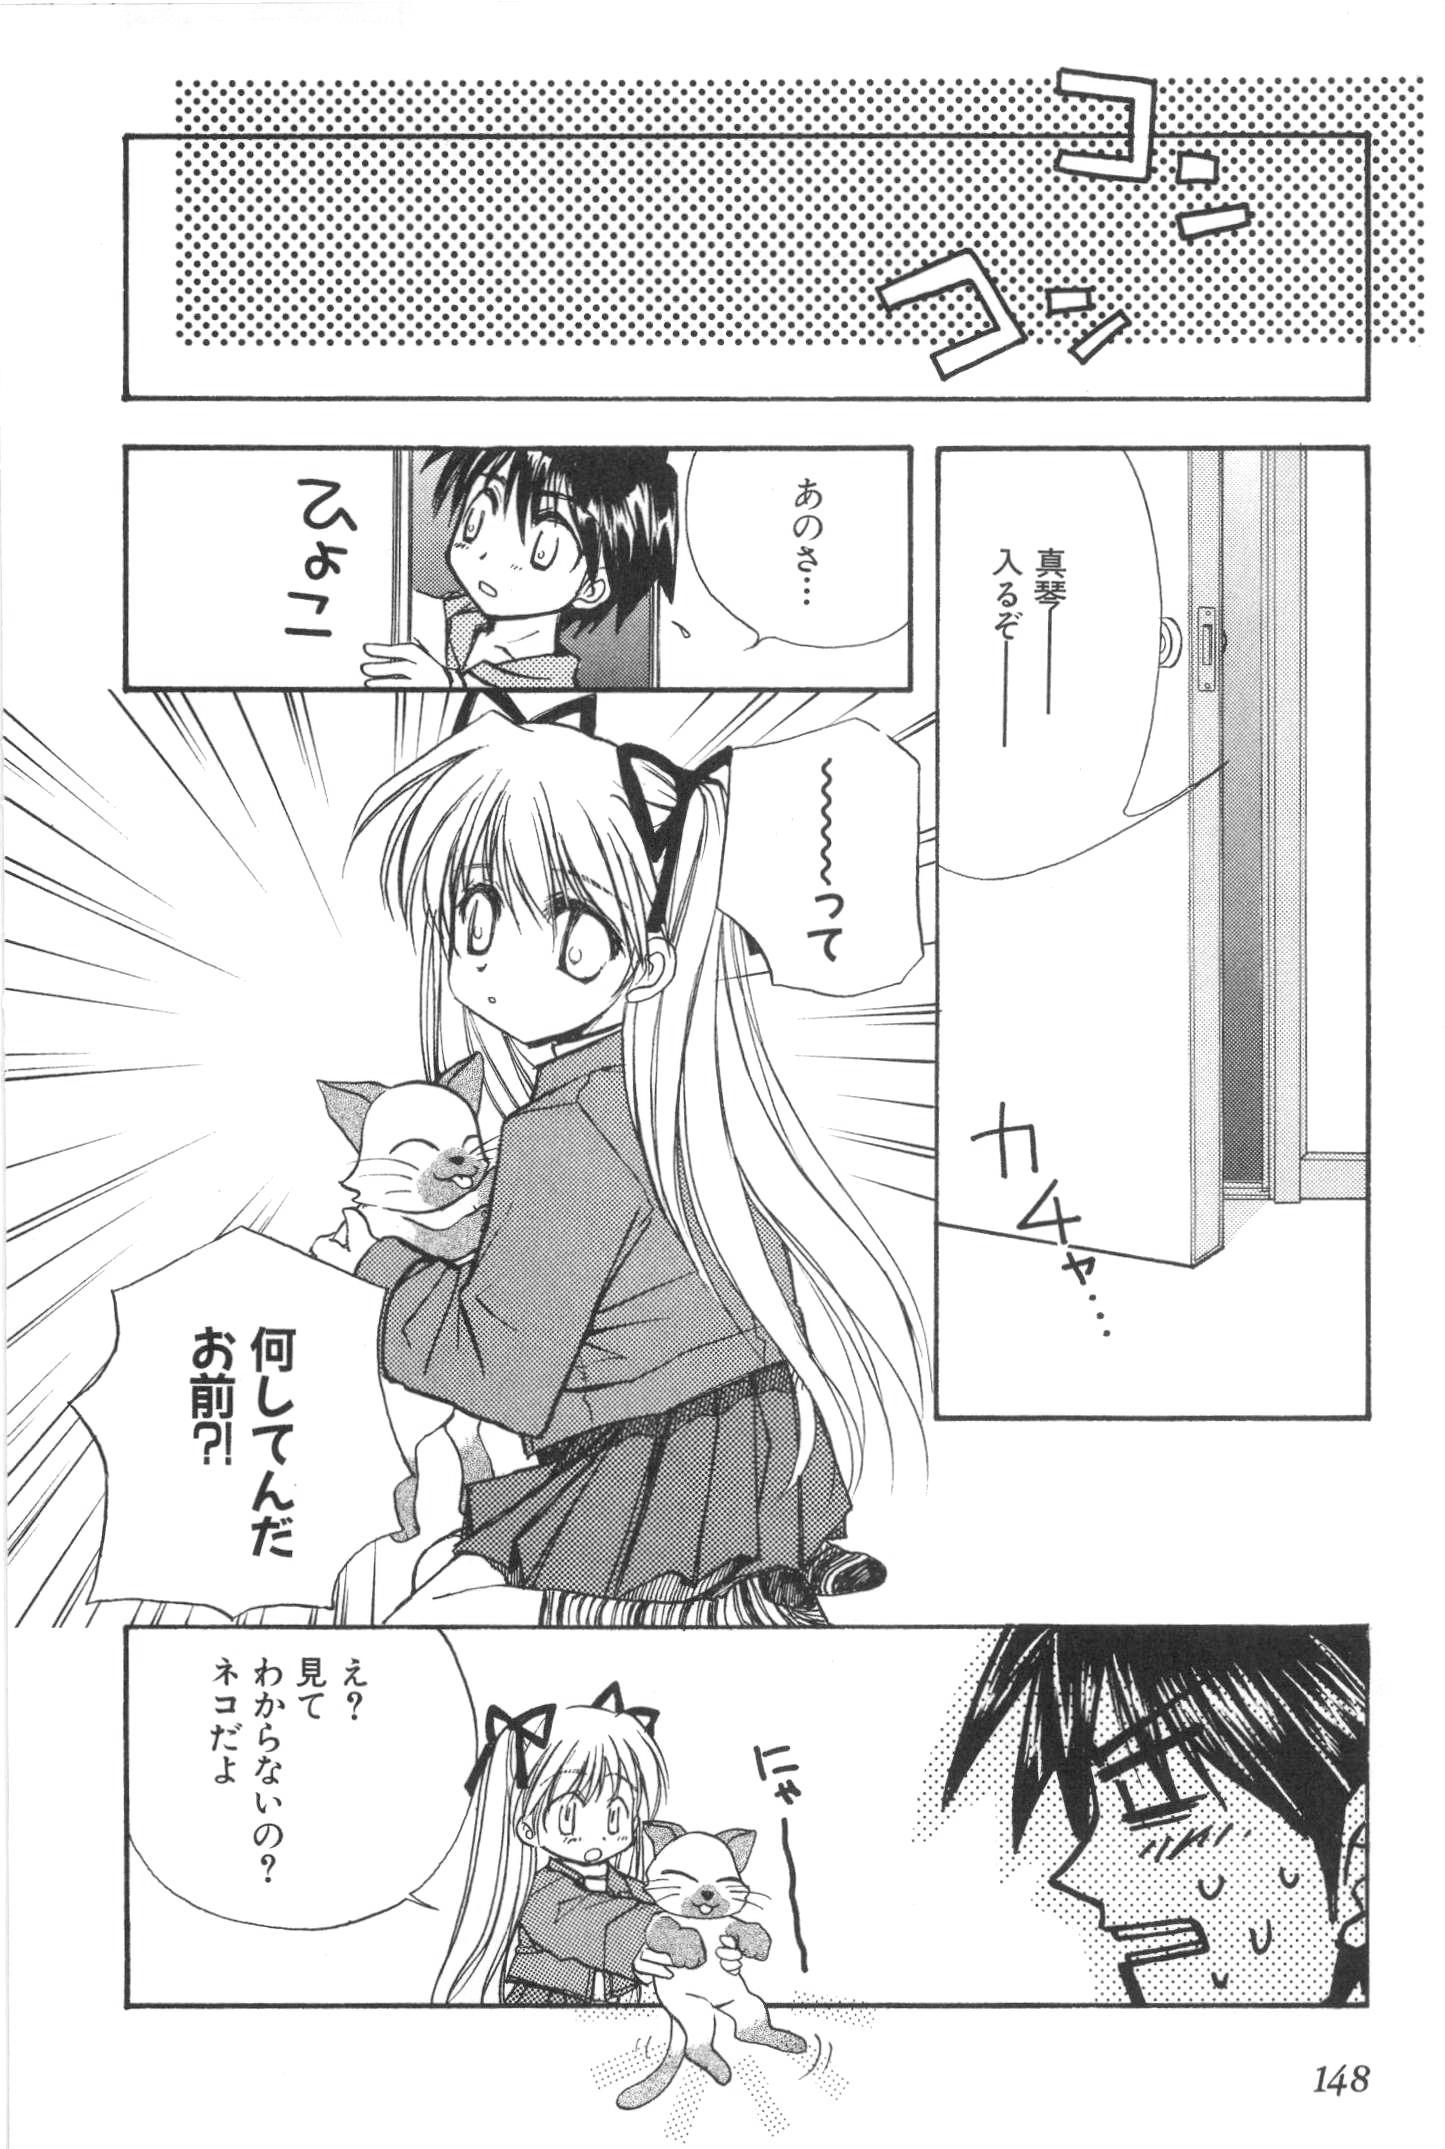 コン
コン
真琴――
入るぞ――
カチャ…
あのさ…
ひょこ
〜〜〜〜って
何してんだ
お前?!
にゃー
え?
見て
わからないの?
ネコだよ
148